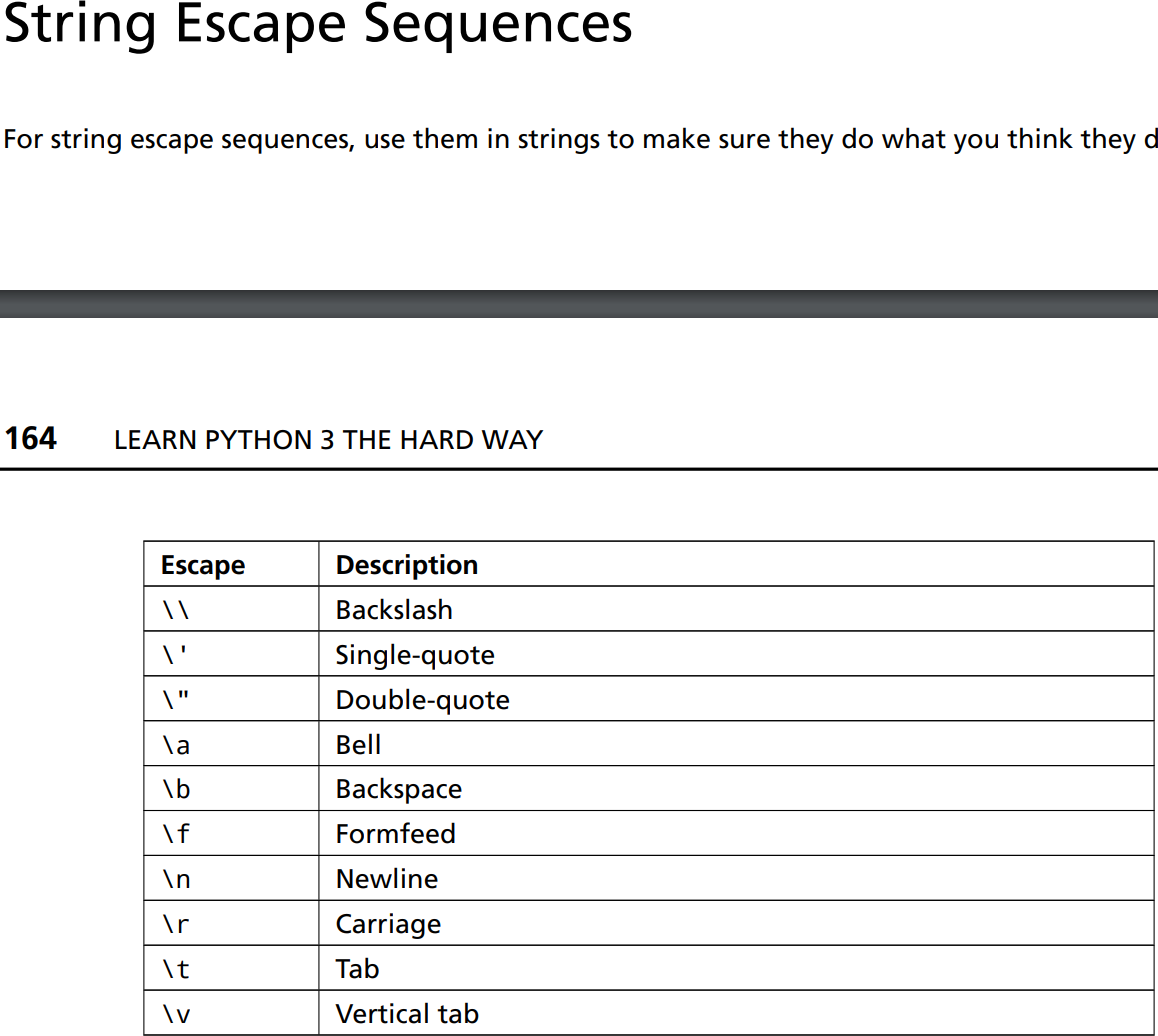 String Escape Sequences
For string escape sequences, use them in strings to make sure they do what you think they d
164 LEARN PYTHON 3 THE HARD WAY
Escape Description
\\ Backslash
\' Single-quote
\" Double-quote
\a Bell
\b Backspace
\f Formfeed
\n Newline
\r Carriage
\t Tab
\v Vertical tab